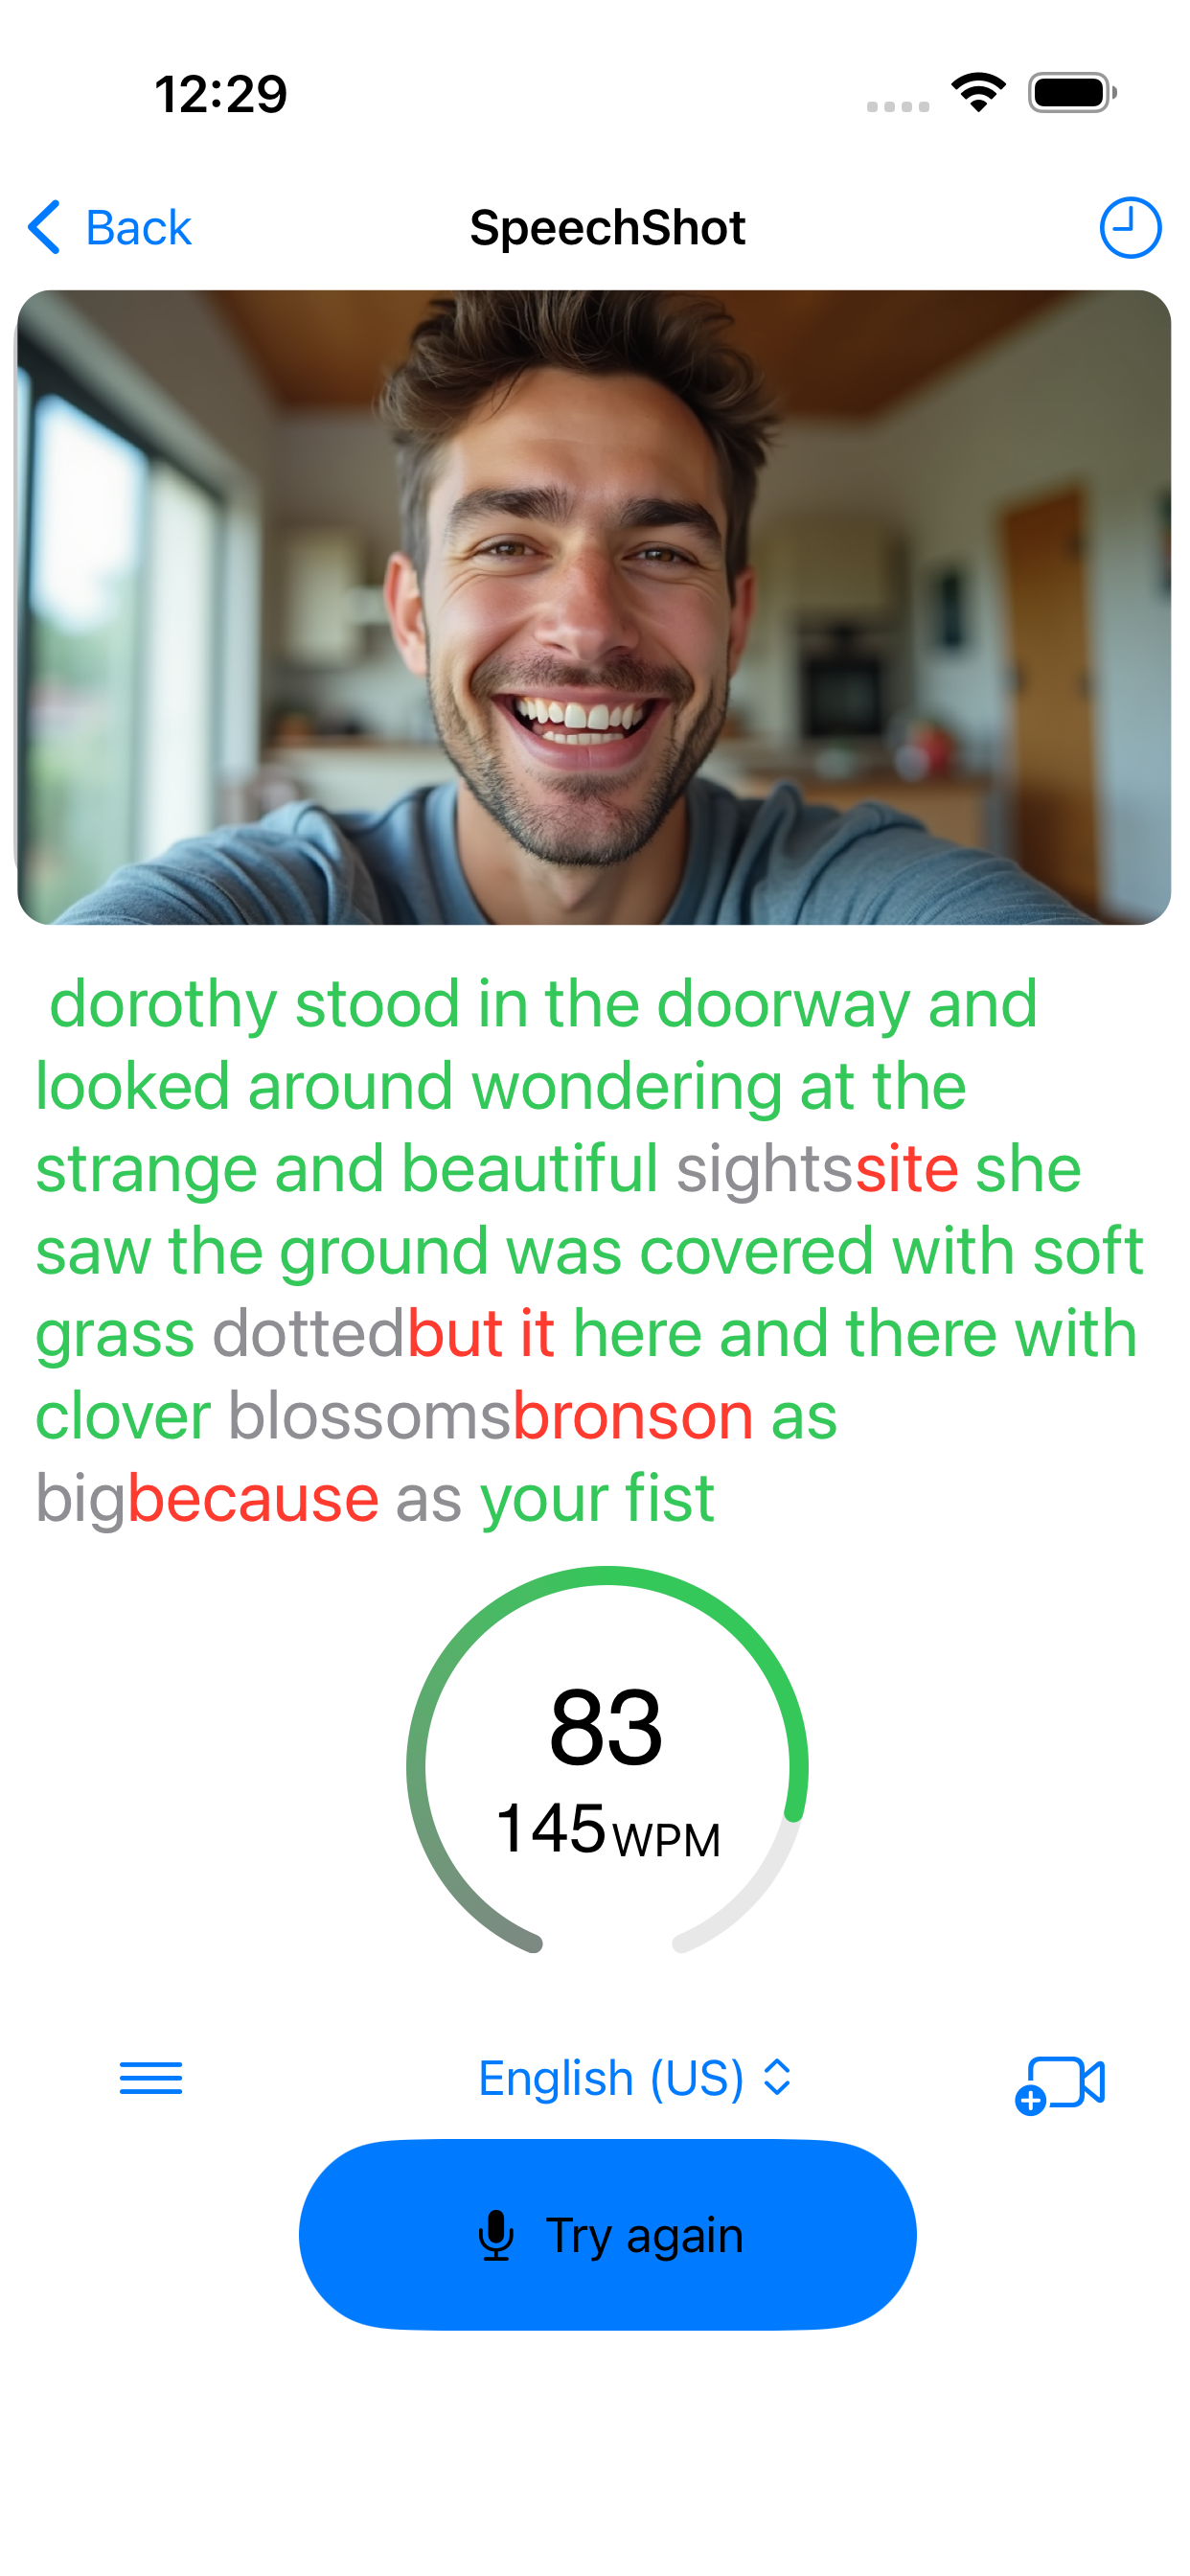 12:29
Back
SpeechShot
dorothy stood in the doorway and
looked around wondering at the
strange and beautiful sightssite she
saw the ground was covered with soft
grass dottedbut it here and there with
clover blossomsbronson as
bigbecause as your fist
83
145WPM
English (US)
Try again